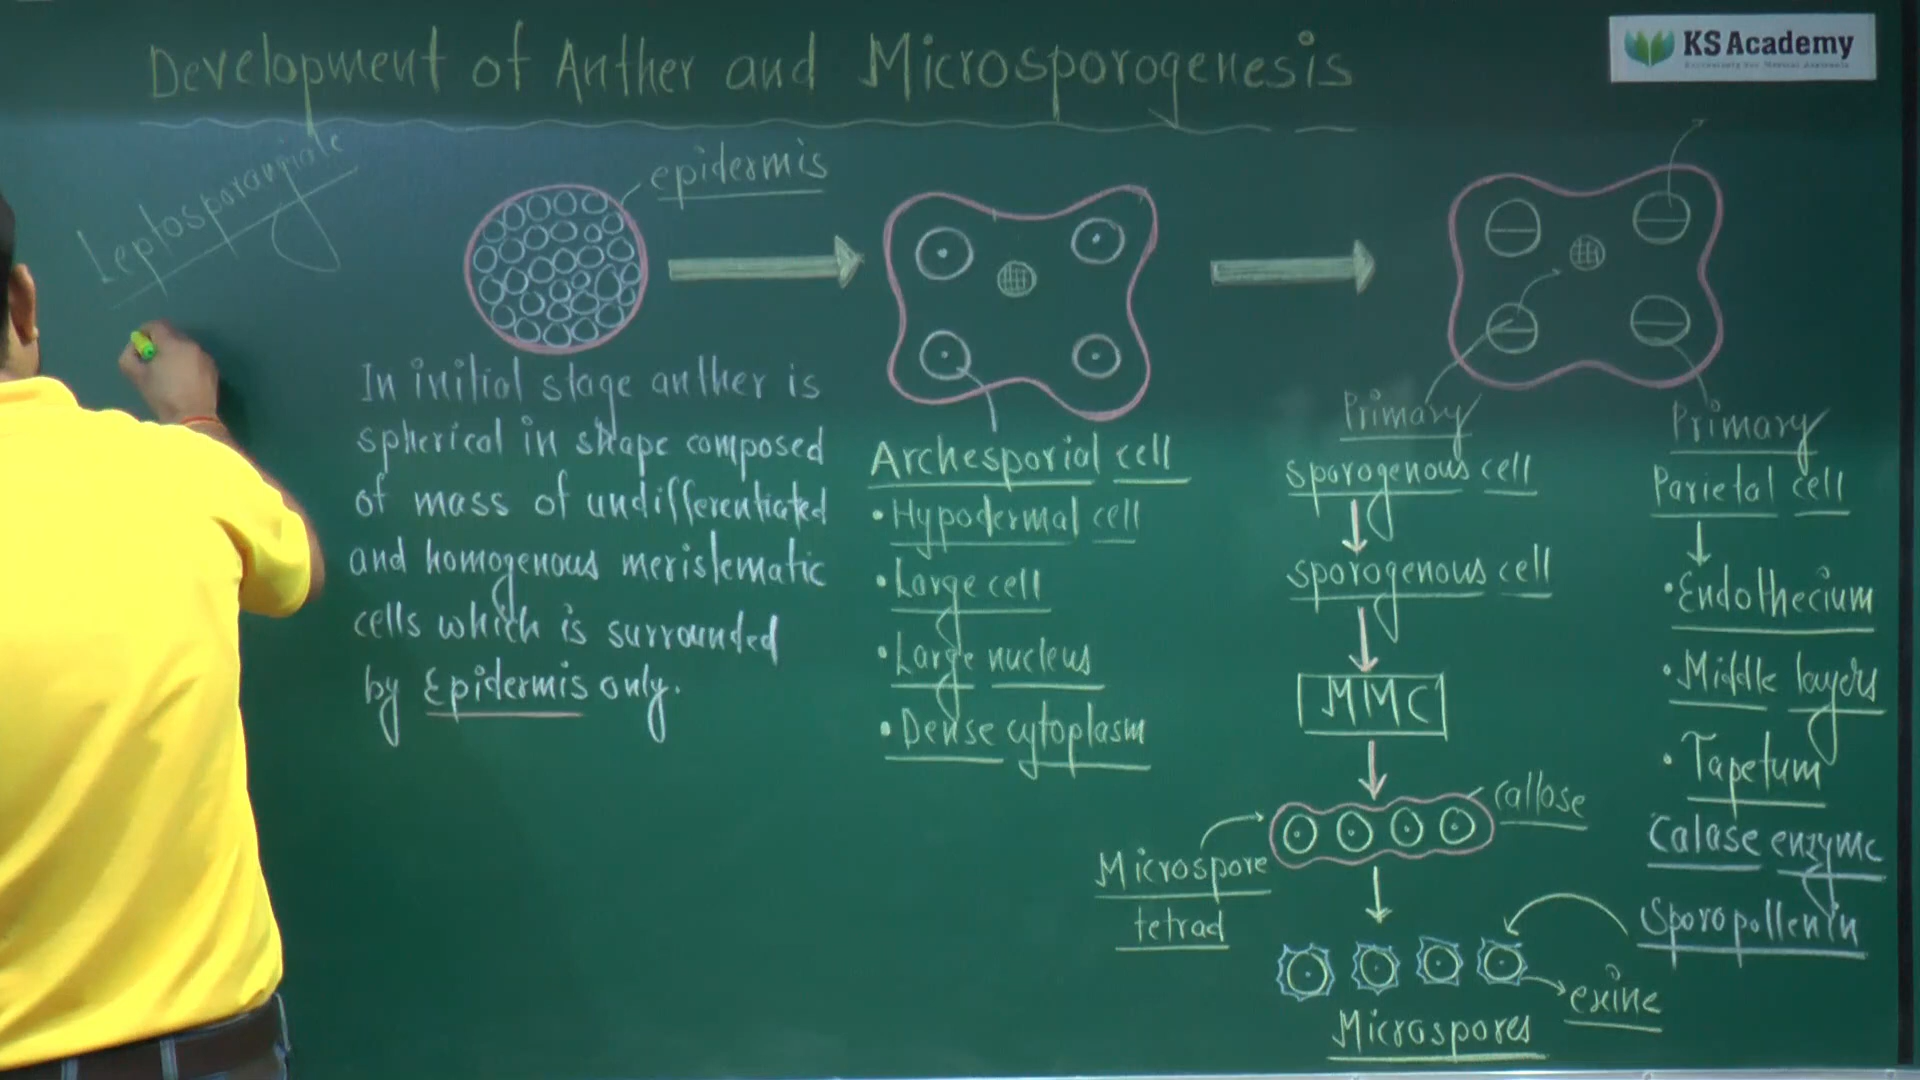 Development of Anther and Microsporogenesis
KS Academy
Leptosporangiate
epidermis
In initial stage anther is
spherical in shape composed
of mass of undifferentiated
and homogenous meristematic
cells which is surrounded
by Epidermis only.
Archesporial cell
• Hypodermal cell
• Large cell
• Large nucleus
• Dense cytoplasm
Primary
sporogenous cell
sporogenous cell
MMC
callose
Microspore
tetrad
exine
Microspores
Primary
Parietal cell
• Endothecium
• Middle layers
• Tapetum
Calase enzyme
Sporopollenin